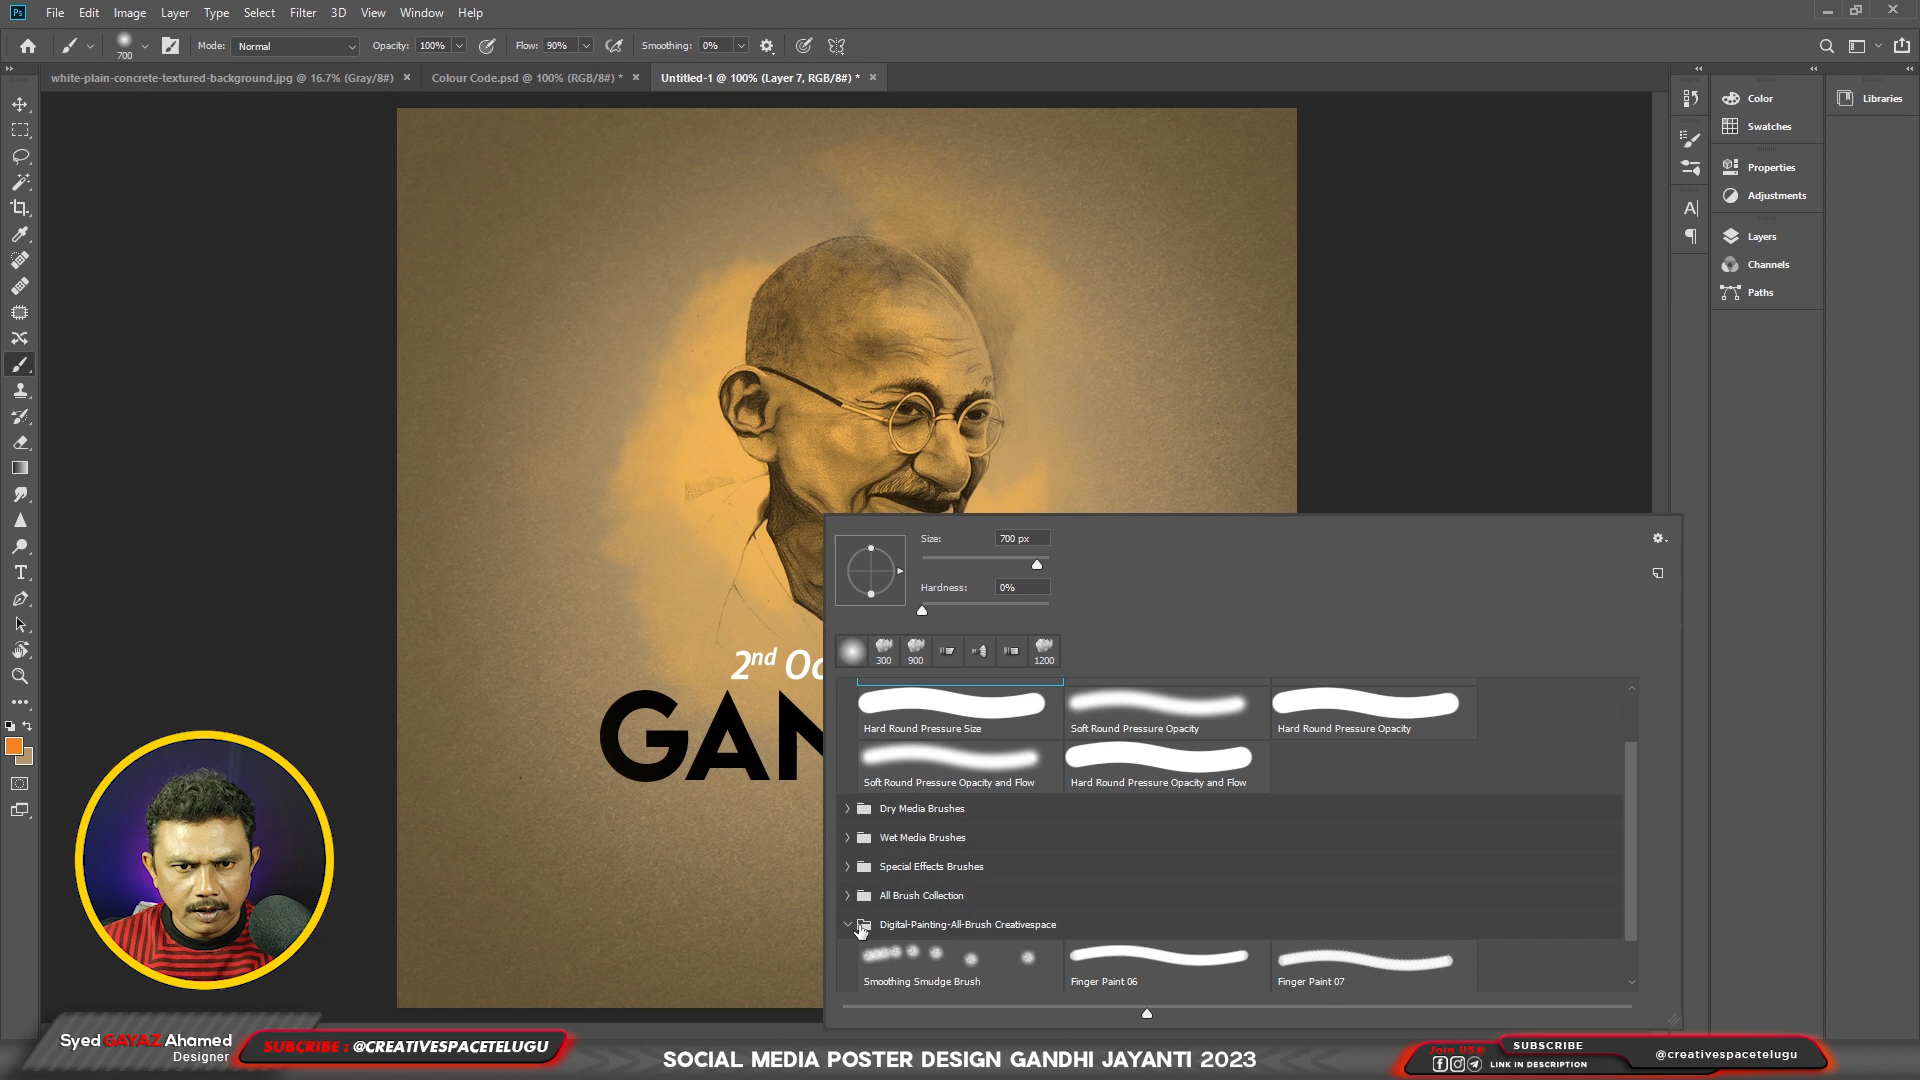 Ps File Edit Image Layer Type Select Filter 3D View Window Help
700 Mode: Normal Opacity: 100% Flow: 90% Smoothing: 0%
white-plain-concrete-textured-background.jpg @ 16.7% (Gray/8#) × Colour Code.psd @ 100% (RGB/8#) * × Untitled-1 @ 100% (Layer 7, RGB/8#) * ×
Color
Swatches
Properties
Adjustments
Layers
Channels
Paths
Libraries
2nd Oc
GAN
Size: 700 px
Hardness: 0%
300 900 1200
Hard Round Pressure Size Soft Round Pressure Opacity Hard Round Pressure Opacity
Soft Round Pressure Opacity and Flow Hard Round Pressure Opacity and Flow
Dry Media Brushes
Wet Media Brushes
Special Effects Brushes
All Brush Collection
Digital-Painting-All-Brush Creativespace
Smoothing Smudge Brush Finger Paint 06 Finger Paint 07
Syed GAYAZ Ahamed
Designer
SUBCRIBE : @CREATIVESPACETELUGU
SOCIAL MEDIA POSTER DESIGN GANDHI JAYANTI 2023
Join US @
SUBSCRIBE
LINK IN DESCRIPTION
@creativespacetelugu